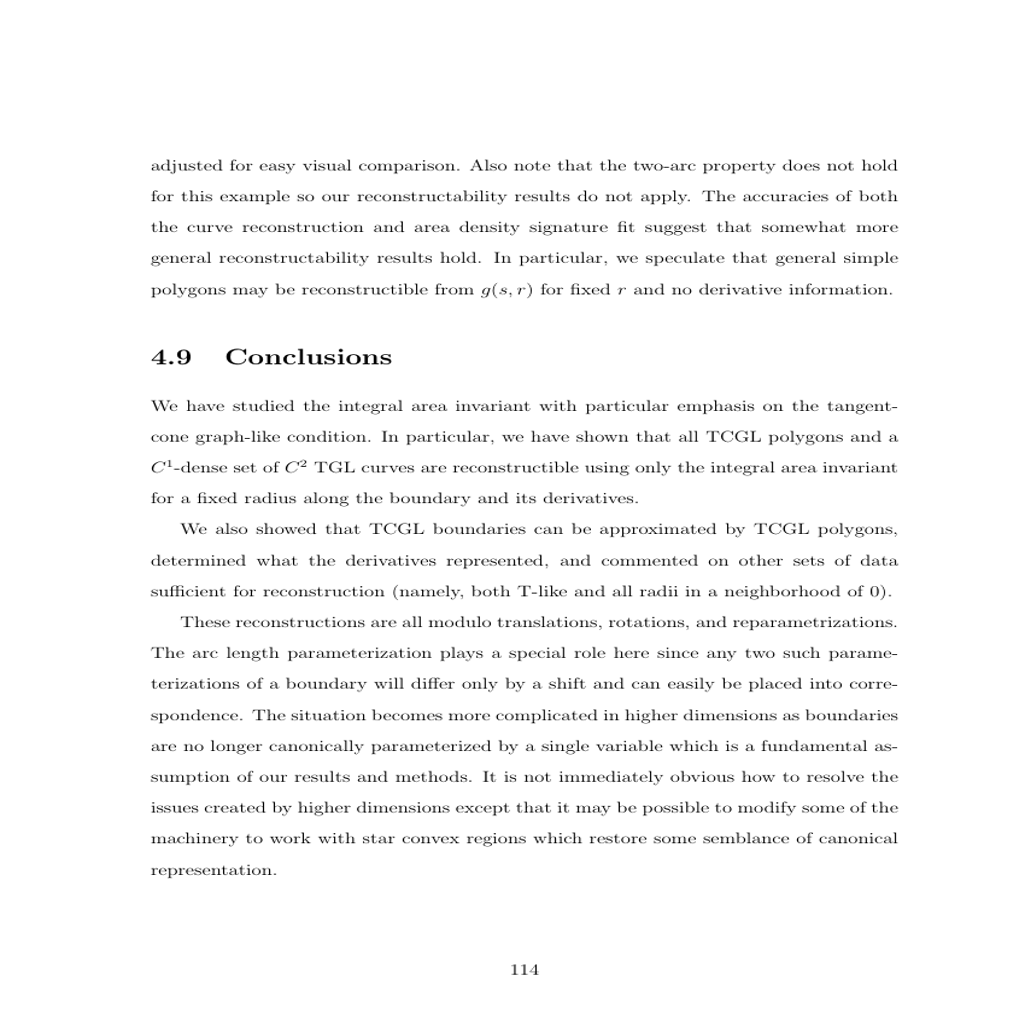 adjusted for easy visual comparison. Also note that the two-arc property does not hold
for this example so our reconstructability results do not apply. The accuracies of both
the curve reconstruction and area density signature fit suggest that somewhat more
general reconstructability results hold. In particular, we speculate that general simple
polygons may be reconstructible from g(s, r) for fixed r and no derivative information.
4.9 Conclusions
We have studied the integral area invariant with particular emphasis on the tangent-
cone graph-like condition. In particular, we have shown that all TCGL polygons and a
C¹-dense set of C² TGL curves are reconstructible using only the integral area invariant
for a fixed radius along the boundary and its derivatives.
We also showed that TCGL boundaries can be approximated by TCGL polygons,
determined what the derivatives represented, and commented on other sets of data
sufficient for reconstruction (namely, both T-like and all radii in a neighborhood of 0).
These reconstructions are all modulo translations, rotations, and reparametrizations.
The arc length parameterization plays a special role here since any two such parame-
terizations of a boundary will differ only by a shift and can easily be placed into corre-
spondence. The situation becomes more complicated in higher dimensions as boundaries
are no longer canonically parameterized by a single variable which is a fundamental as-
sumption of our results and methods. It is not immediately obvious how to resolve the
issues created by higher dimensions except that it may be possible to modify some of the
machinery to work with star convex regions which restore some semblance of canonical
representation.
114